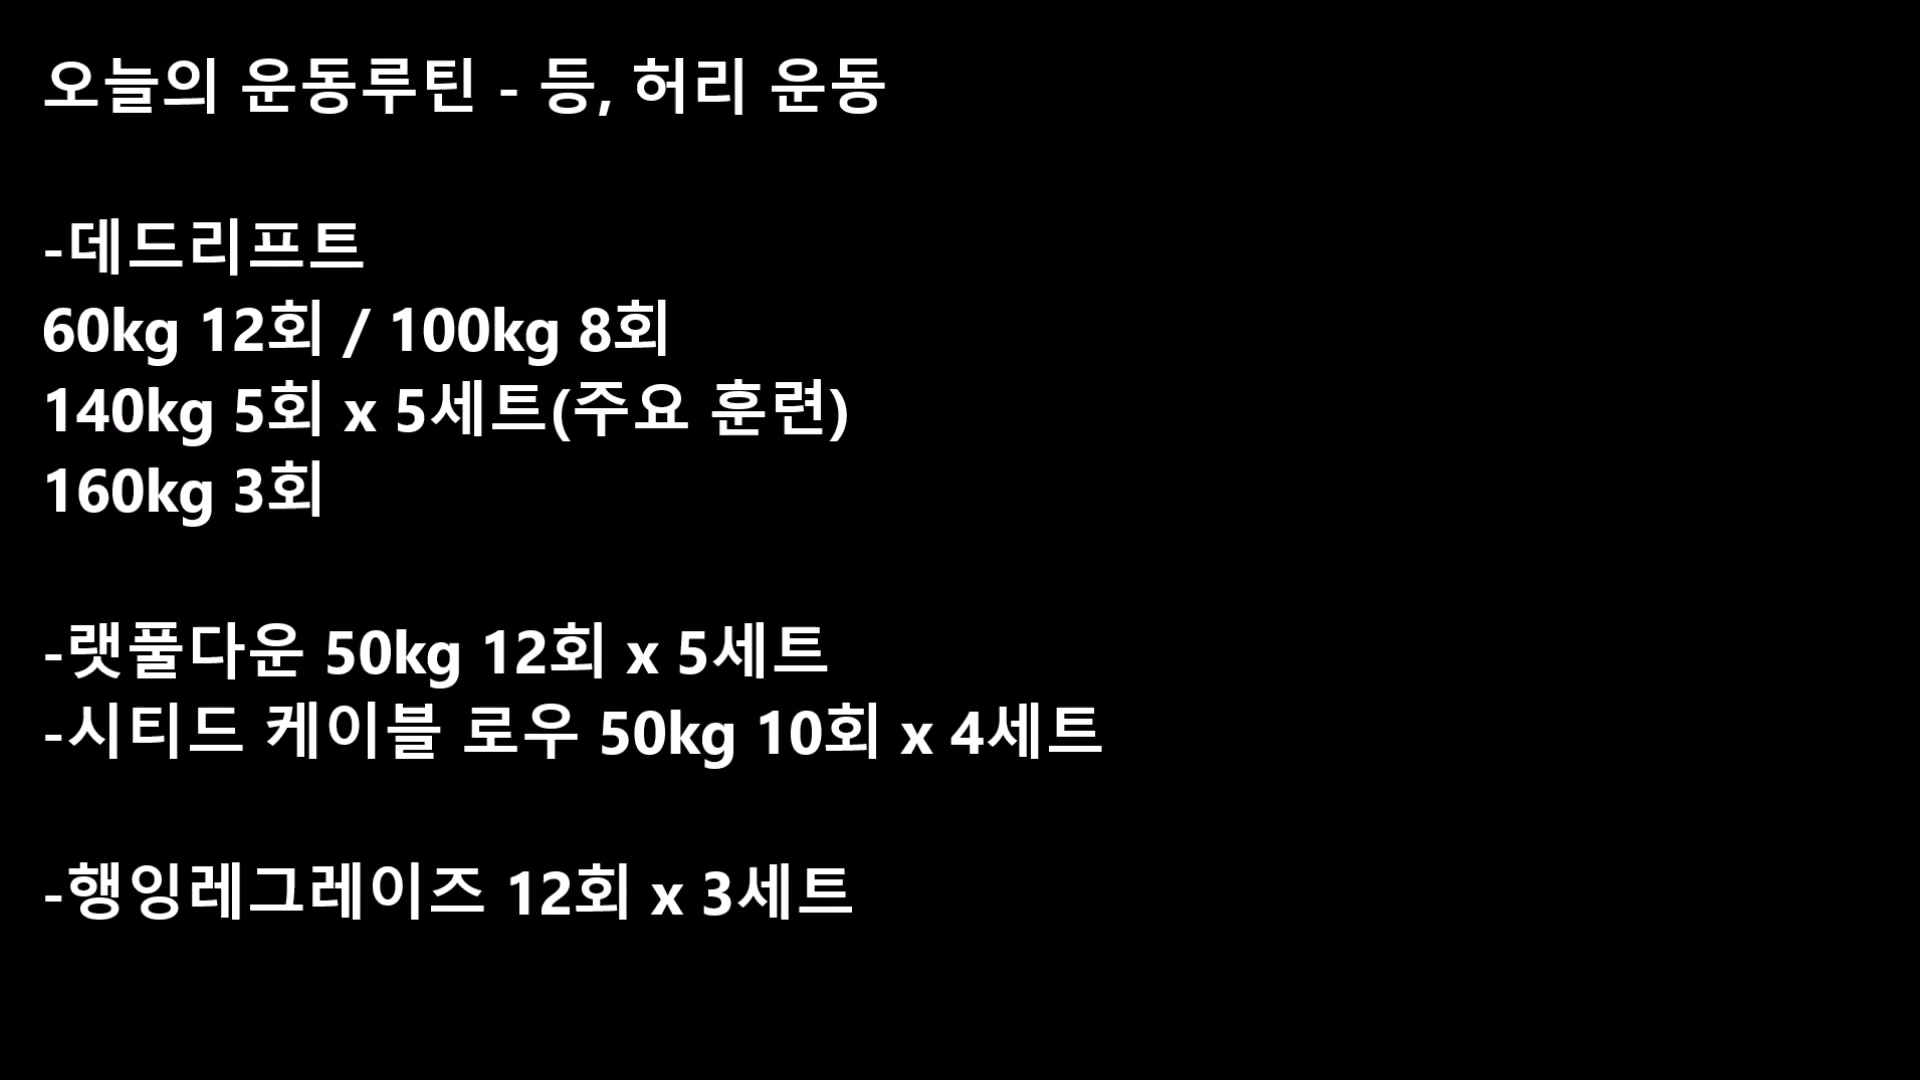 오늘의 운동루틴 - 등, 허리 운동
-데드리프트
60kg 12회 / 100kg 8회
140kg 5회 x 5세트(주요 훈련)
160kg 3회
-랫풀다운 50kg 12회 x 5세트
-시티드 케이블 로우 50kg 10회 x 4세트
-행잉레그레이즈 12회 x 3세트